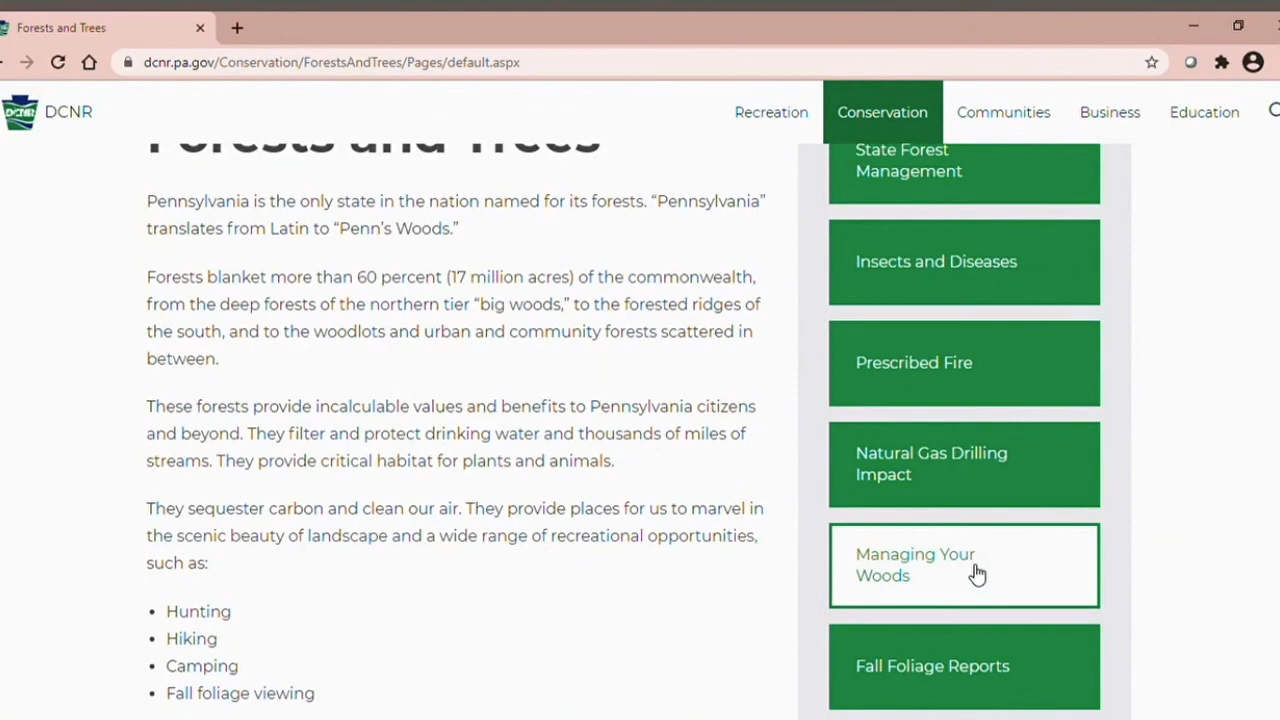 Forests and Trees
dcnr.pa.gov/Conservation/ForestsAndTrees/Pages/default.aspx
DCNR DCNR Recreation Conservation Communities Business Education
Forests and Trees
Pennsylvania is the only state in the nation named for its forests. “Pennsylvania”
translates from Latin to “Penn’s Woods.”
Forests blanket more than 60 percent (17 million acres) of the commonwealth,
from the deep forests of the northern tier “big woods,” to the forested ridges of
the south, and to the woodlots and urban and community forests scattered in
between.
These forests provide incalculable values and benefits to Pennsylvania citizens
and beyond. They filter and protect drinking water and thousands of miles of
streams. They provide critical habitat for plants and animals.
They sequester carbon and clean our air. They provide places for us to marvel in
the scenic beauty of landscape and a wide range of recreational opportunities,
such as:
• Hunting
• Hiking
• Camping
• Fall foliage viewing
State Forest
Management
Insects and Diseases
Prescribed Fire
Natural Gas Drilling
Impact
Managing Your
Woods
Fall Foliage Reports